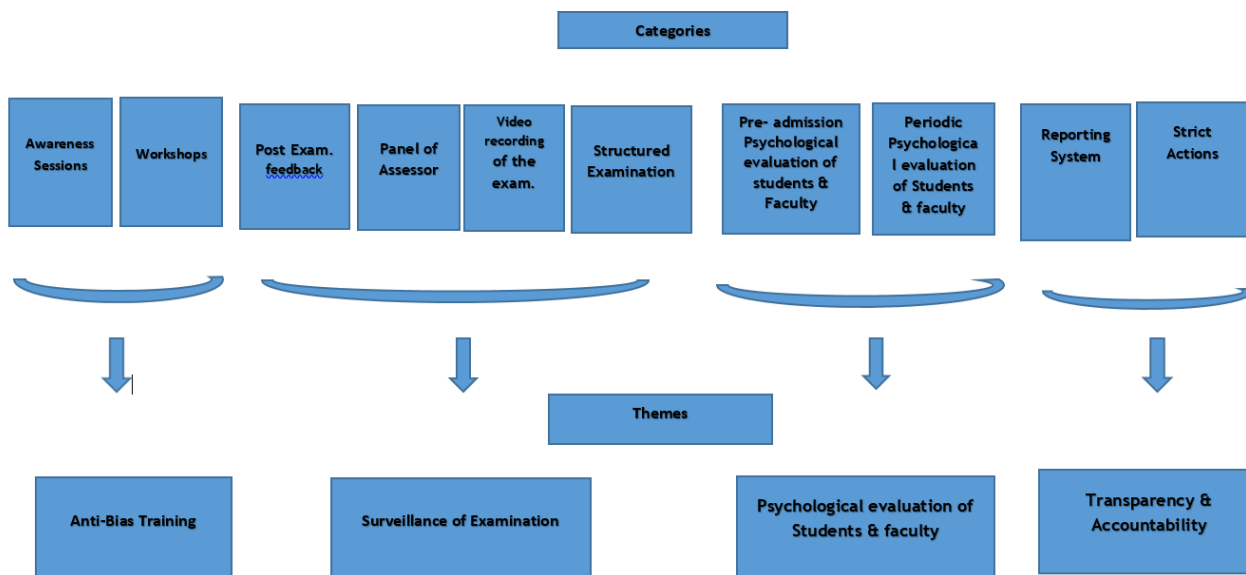 Categories
Awareness
Sessions
Workshops
Post Exam.
feedback
Panel of
Assessor
Video
recording
of the
exam.
Structured
Examination
Pre- admission
Psychological
evaluation of
students &
Faculty
Periodic
Psychologica
l evaluation
of Students
& faculty
Reporting
System
Strict
Actions
Themes
Anti-Bias Training
Surveillance of Examination
Psychological evaluation of
Students & faculty
Transparency &
Accountability